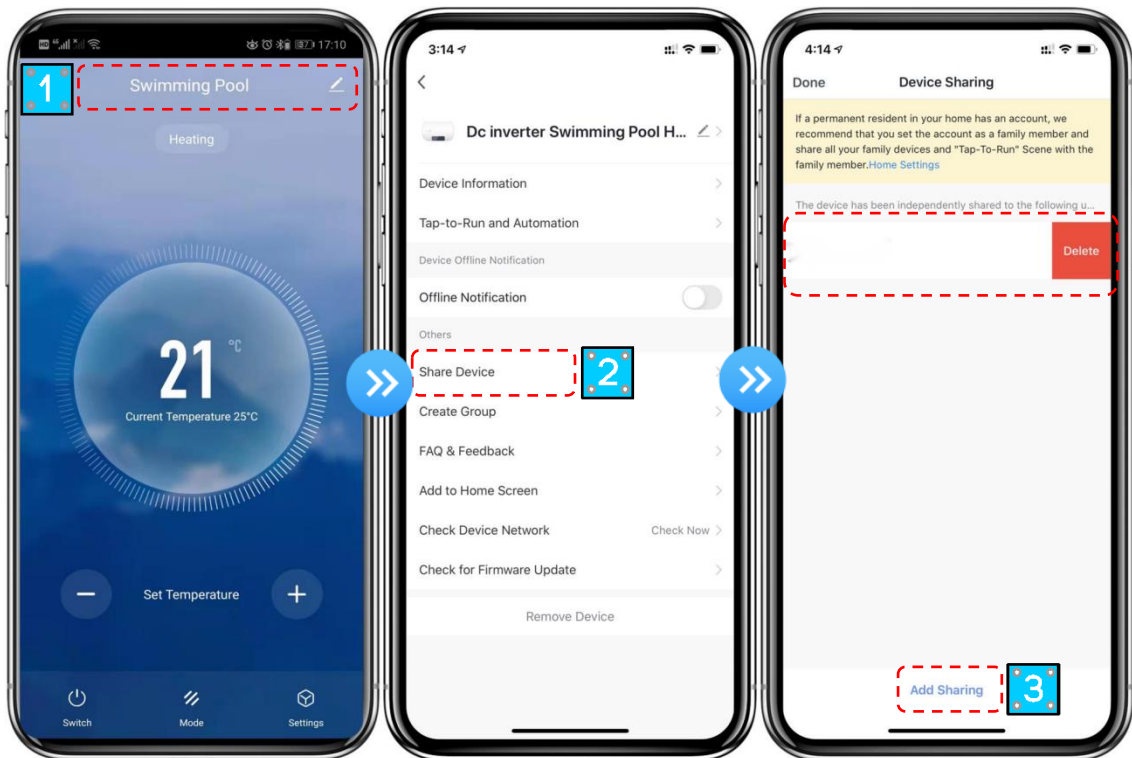 17:10
1
Swimming Pool
Heating
21 °C
Current Temperature 25°C
Set Temperature
Switch
Mode
Settings
3:14
Dc inverter Swimming Pool H...
Device Information
Tap-to-Run and Automation
Device Offline Notification
Offline Notification
Others
Share Device
2
Create Group
FAQ & Feedback
Add to Home Screen
Check Device Network
Check Now
Check for Firmware Update
Remove Device
4:14
Done
Device Sharing
If a permanent resident in your home has an account, we
recommend that you set the account as a family member and
share all your family devices and "Tap-To-Run" Scene with the
family member.Home Settings
The device has been independently shared to the following u...
Delete
Add Sharing
3